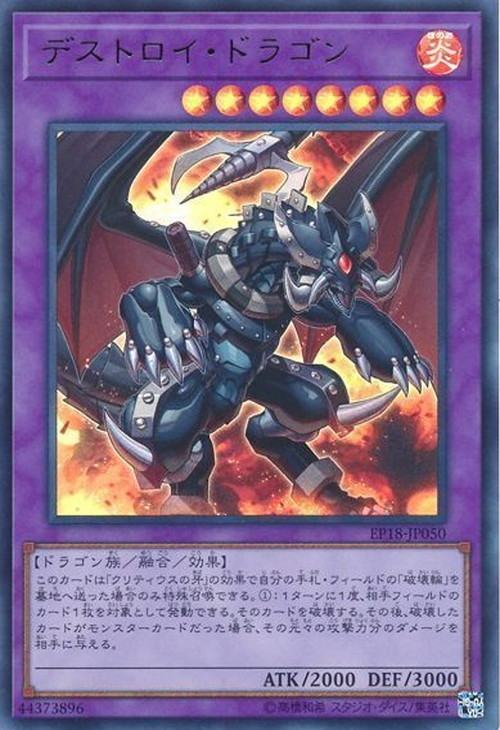 デストロイ・ドラゴン
炎
EP18-JP050
【ドラゴン族／融合／効果】
このカードは「クリティウスの牙」の効果で自分の手札・フィールドの「破壊輪」を
墓地へ送った場合のみ特殊召喚できる。①：1ターンに1度、相手フィールドの
カード1枚を対象として発動できる。そのカードを破壊する。その後、破壊した
カードがモンスターカードだった場合、その元々の攻撃力分のダメージを
相手に与える。
ATK/2000 DEF/3000
44373896
©高橋和希 スタジオ・ダイス/集英社